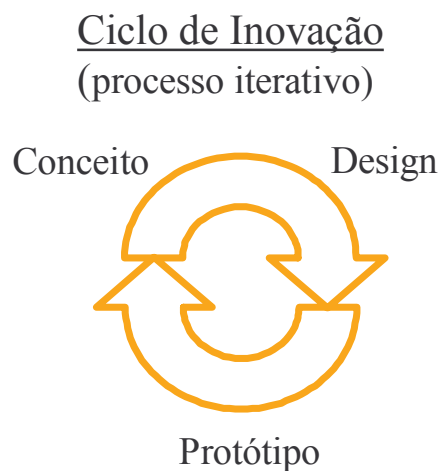 Ciclo de Inovação
(processo iterativo)
Conceito
Design
Protótipo